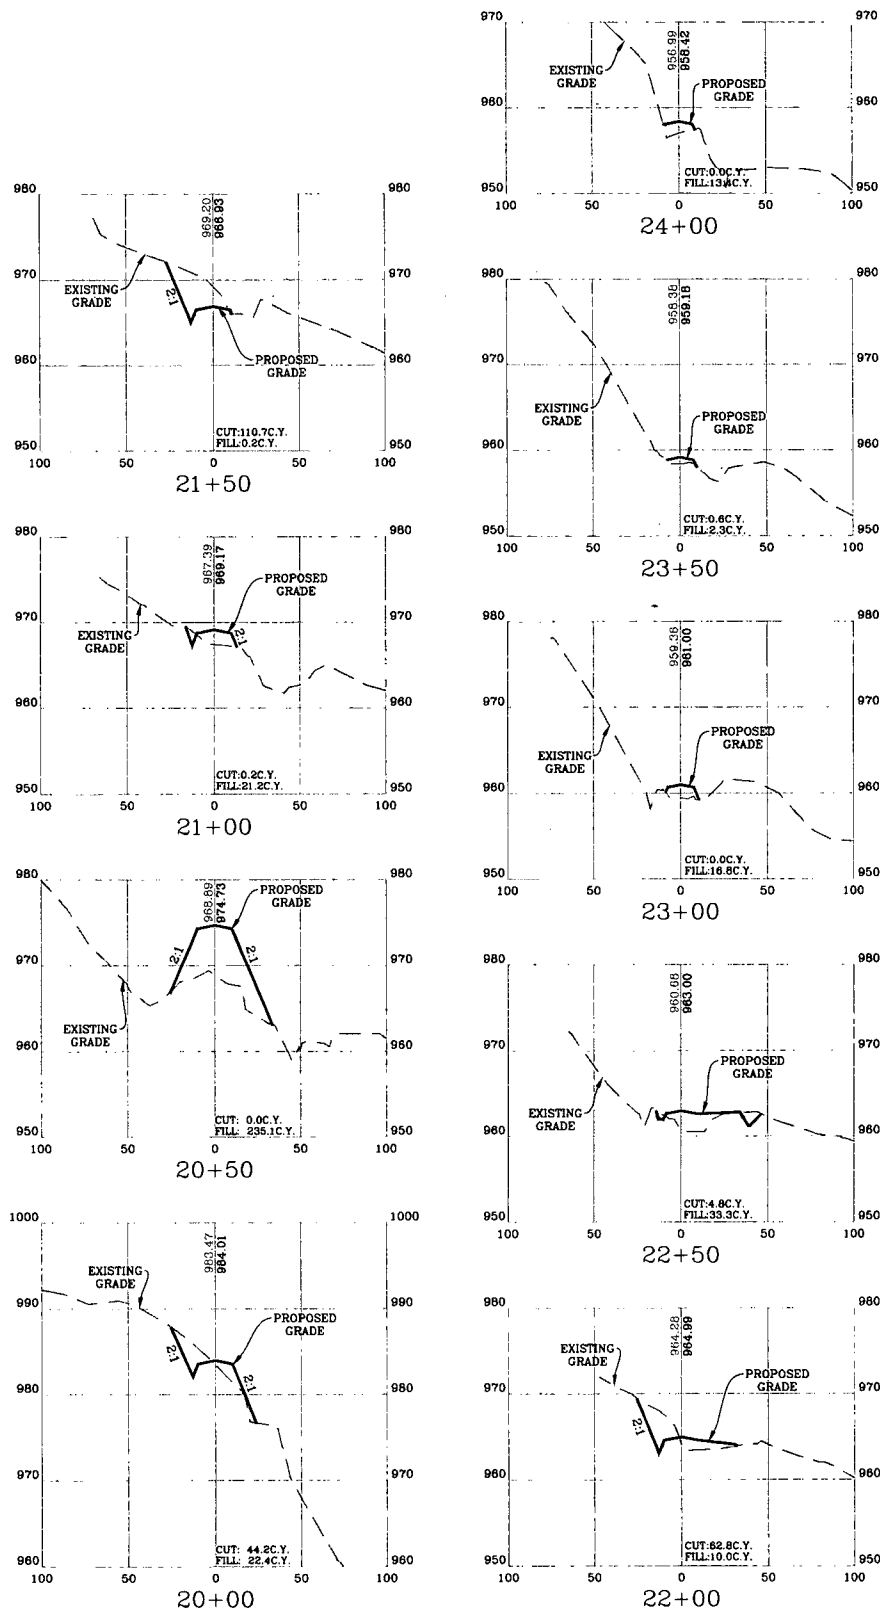 970
970
EXISTING
GRADE
956.99
958.42
PROPOSED
GRADE
960
960
950
950
CUT:0.0C.Y.
FILL:13.4C.Y.
100
50
0
50
100
24+00
980
980
970
970
EXISTING
GRADE
958.38
959.18
PROPOSED
GRADE
960
960
950
950
CUT:0.6C.Y.
FILL:2.3C.Y.
100
50
0
50
100
23+50
980
980
970
970
EXISTING
GRADE
959.38
961.00
PROPOSED
GRADE
960
960
950
950
CUT:0.0C.Y.
FILL:16.8C.Y.
100
50
0
50
100
23+00
980
980
970
970
EXISTING
GRADE
960.68
963.00
PROPOSED
GRADE
960
960
950
950
CUT:4.8C.Y.
FILL:33.3C.Y.
100
50
0
50
100
22+50
980
980
970
970
EXISTING
GRADE
964.28
964.99
PROPOSED
GRADE
2:1
960
960
950
950
CUT:62.8C.Y.
FILL:10.0C.Y.
100
50
0
50
100
22+00
980
980
970
970
EXISTING
GRADE
969.20
966.93
2:1
PROPOSED
GRADE
960
960
950
950
CUT:110.7C.Y.
FILL:0.2C.Y.
100
50
0
50
100
21+50
980
980
970
970
EXISTING
GRADE
967.39
969.17
PROPOSED
GRADE
2:1
960
960
950
950
CUT:0.2C.Y.
FILL:21.2C.Y.
100
50
0
50
100
21+00
980
980
970
970
EXISTING
GRADE
968.89
974.73
PROPOSED
GRADE
2:1
2:1
960
960
950
950
CUT: 0.0C.Y.
FILL: 235.1C.Y.
100
50
0
50
100
20+50
1000
1000
990
990
EXISTING
GRADE
983.47
984.01
PROPOSED
GRADE
2:1
2:1
980
980
970
970
960
960
CUT: 44.2C.Y.
FILL: 22.4C.Y.
100
50
0
50
100
20+00